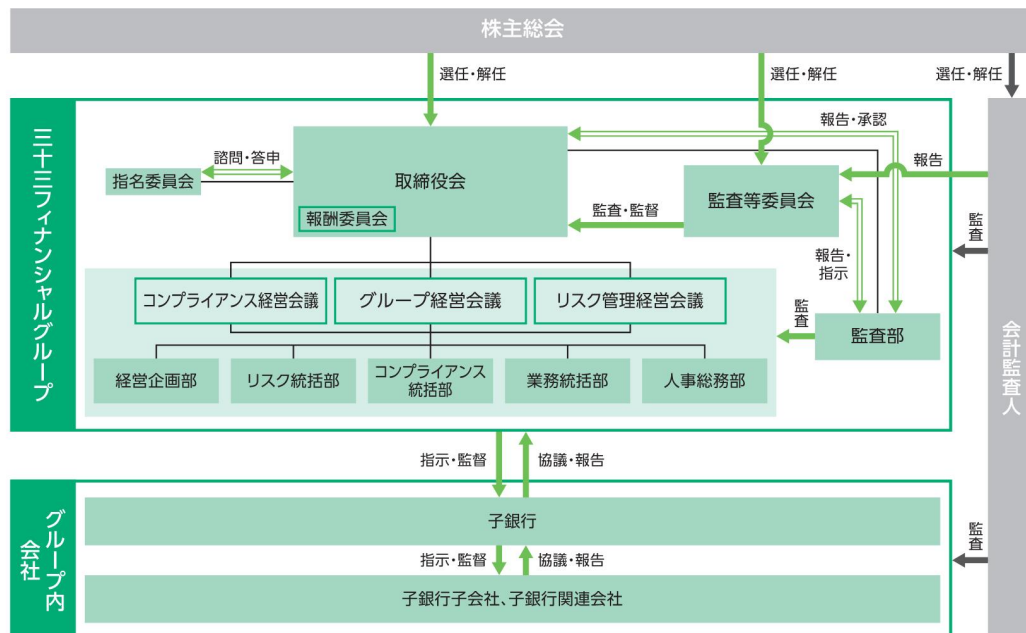 株主総会
選任・解任
選任・解任
選任・解任
三十三フィナンシャルグループ
報告・承認
諮問・答申
指名委員会
取締役会
報酬委員会
監査・監督
監査等委員会
報告
監査
報告・
指示
コンプライアンス経営会議
グループ経営会議
リスク管理経営会議
監査
監査部
会計監査人
経営企画部
リスク統括部
コンプライアンス
統括部
業務統括部
人事総務部
指示・監督
協議・報告
グループ内
会社
子銀行
監査
指示・監督
協議・報告
子銀行子会社、子銀行関連会社